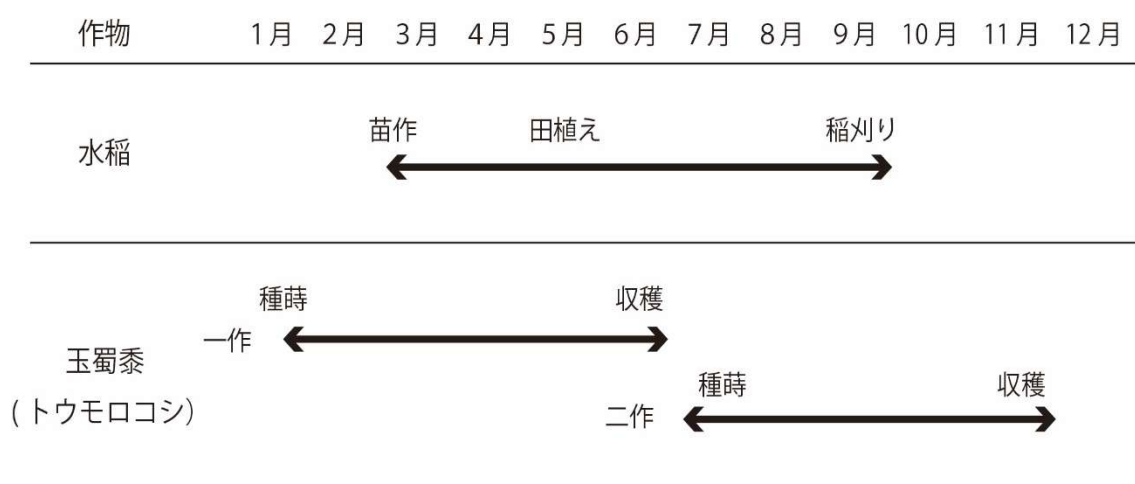 作物 1月 2月 3月 4月 5月 6月 7月 8月 9月 10月 11月 12月
苗作 田植え 稲刈り
水稲
種蒔 収穫
一作
玉蜀黍
(トウモロコシ)
種蒔 収穫
二作